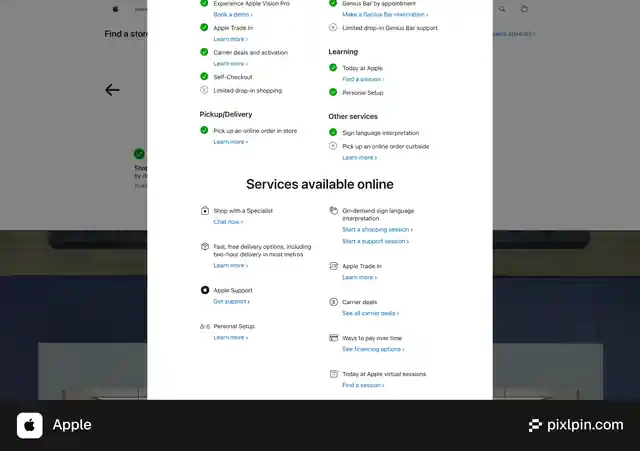 Find a store
Experience Apple Vision Pro
Book a demo ›
Apple Trade In
Learn more ›
Carrier deals and activation
Learn more ›
Self-Checkout
Limited drop-in shopping
Pickup/Delivery
Pick up an online order in store
Learn more ›
Genius Bar by appointment
Make a Genius Bar reservation ›
Limited drop-in Genius Bar support
Learning
Today at Apple
Find a session ›
Personal Setup
Other services
Sign language interpretation
Pick up an online order curbside
Learn more ›
Services available online
Shop with a Specialist
Chat now ›
Fast, free delivery options, including
two-hour delivery in most metros
Learn more ›
Apple Support
Get support ›
Personal Setup
Learn more ›
On-demand sign language
interpretation
Start a shopping session ›
Start a support session ›
Apple Trade In
Learn more ›
Carrier deals
See all carrier deals ›
Ways to pay over time
See financing options ›
Today at Apple virtual sessions
Find a session ›
Apple
pixlpin.com